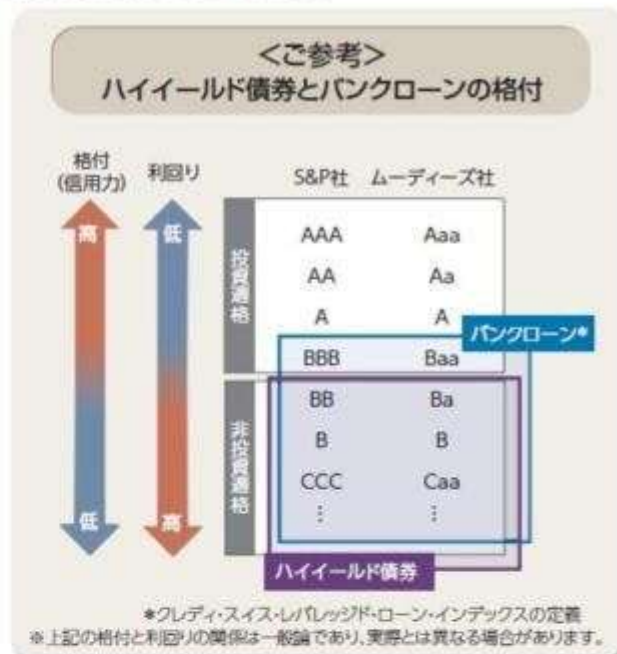 <ご参考>
ハイイールド債券とバンクローンの格付
格付
(信用力)
利回り
S&P社 ムーディーズ社
高
低
投資適格
AAA Aaa
AA Aa
A A
バンクローン*
BBB Baa
非投資適格
BB Ba
B B
CCC Caa
⋮ ⋮
低
高
ハイイールド債券
*クレディ・スイス・レバレッジド・ローン・インデックスの定義
※上記の格付と利回りの関係は一般論であり、実際とは異なる場合があります。